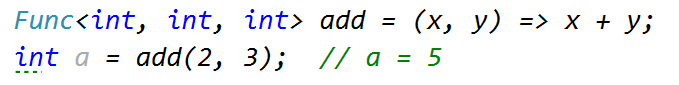 Func<int, int, int> add = (x, y) => x + y;
int a = add(2, 3);  // a = 5